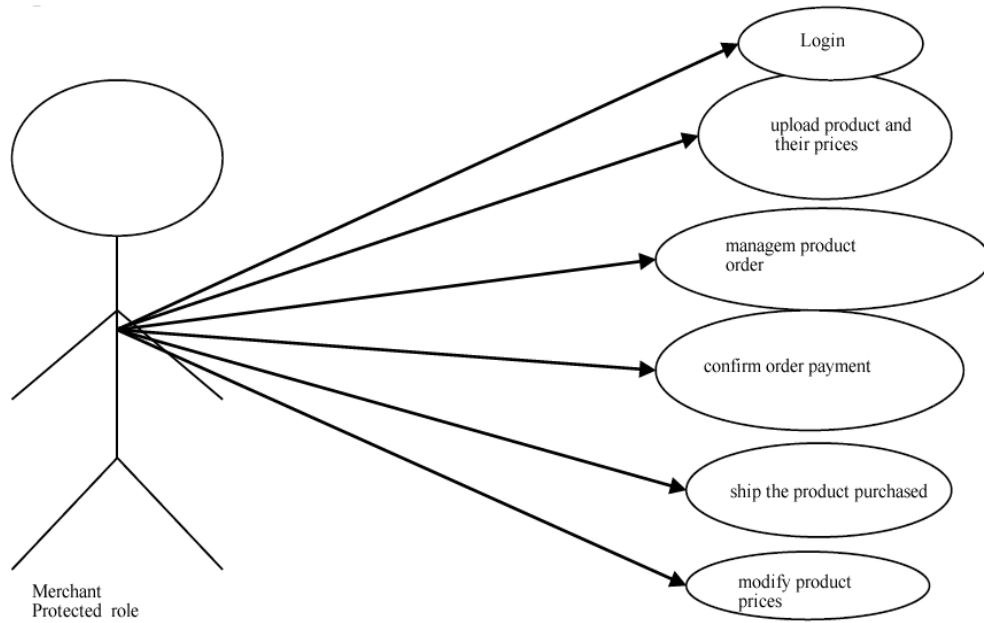 Login
upload product and
their prices
managem product
order
confirm order payment
ship the product purchased
modify product
prices
Merchant
Protected role